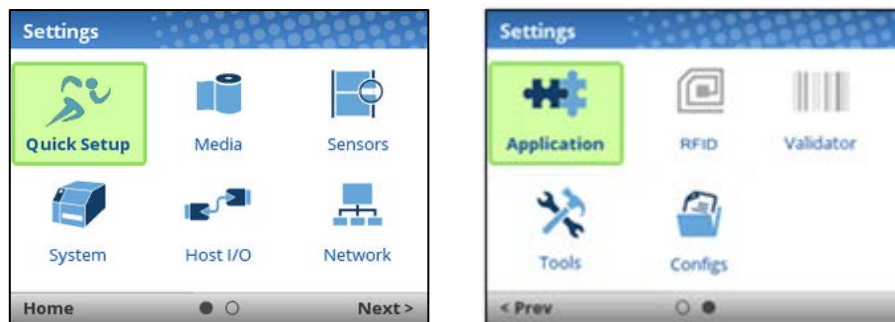 Settings
Quick Setup Media Sensors
System Host I/O Network
Home Next >
Settings
Application RFID Validator
Tools Configs
< Prev